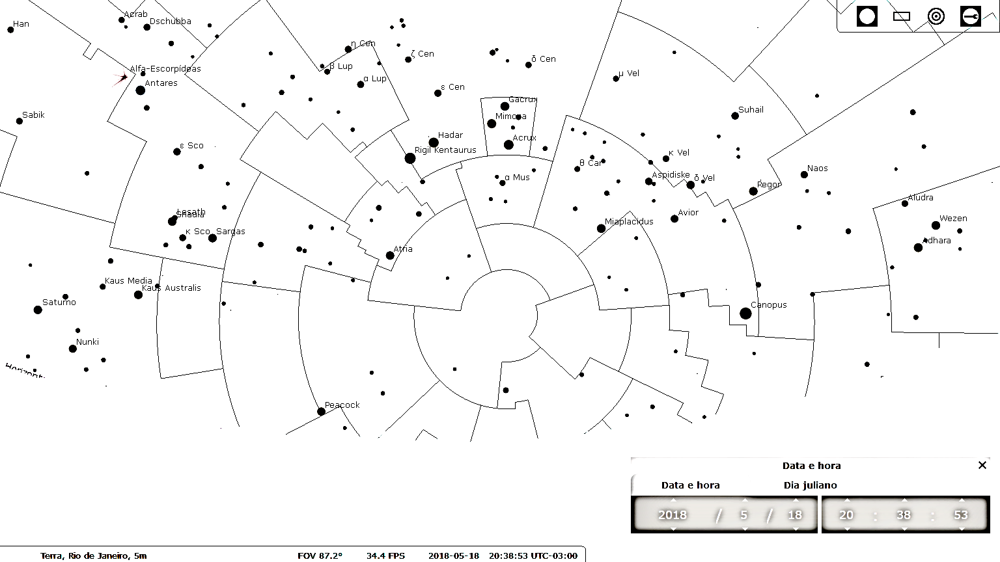 Acrab
Han
Dschubba
η Cen
ζ Cen
δ Cen
β Lup
Alfa-Escorpídeas
α Lup
μ Vel
Antares
ε Cen
Gacrux
Suhail
Sabik
Mimosa
Hadar
Acrux
ε Sco
Rigil Kentaurus
κ Vel
θ Car
Naos
α Mus
Aspidiske
δ Vel
Regor
Aludra
Lesath
Shaula
Avior
Wezen
Miaplacidus
κ Sco
Sargas
Adhara
Atria
Kaus Media
Kaus Australis
Saturno
Canopus
Nunki
Peacock
Data e hora
Data e hora Dia juliano
2018 / 5 / 18 20 : 38 : 53
Terra, Rio de Janeiro, 5m FOV 87.2° 34.4 FPS 2018-05-18 20:38:53 UTC-03:00